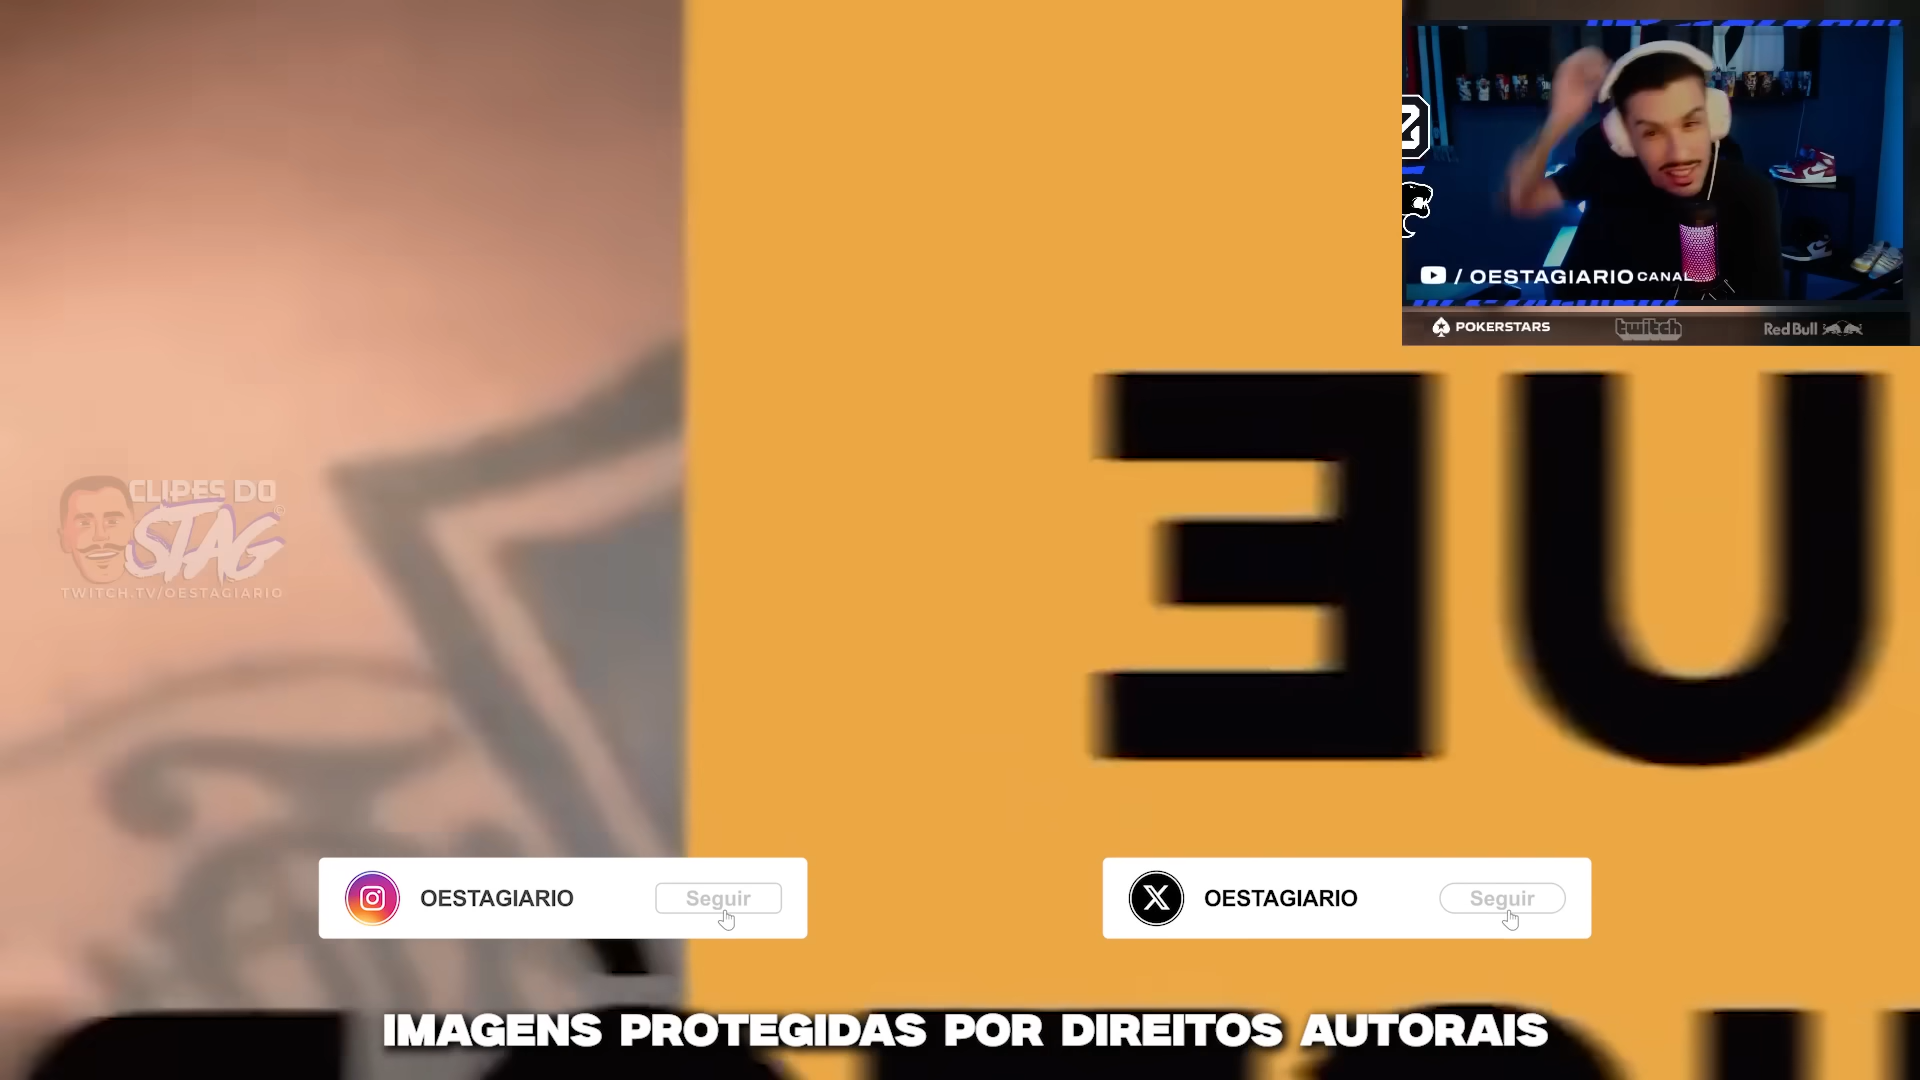 / OESTAGIARIO CANAL
POKERSTARS
twitch
Red Bull
EU
CLIPES DO
STAG
TWITCH.TV/OESTAGIARIO
OESTAGIARIO
Seguir
OESTAGIARIO
Seguir
IMAGENS PROTEGIDAS POR DIREITOS AUTORAIS